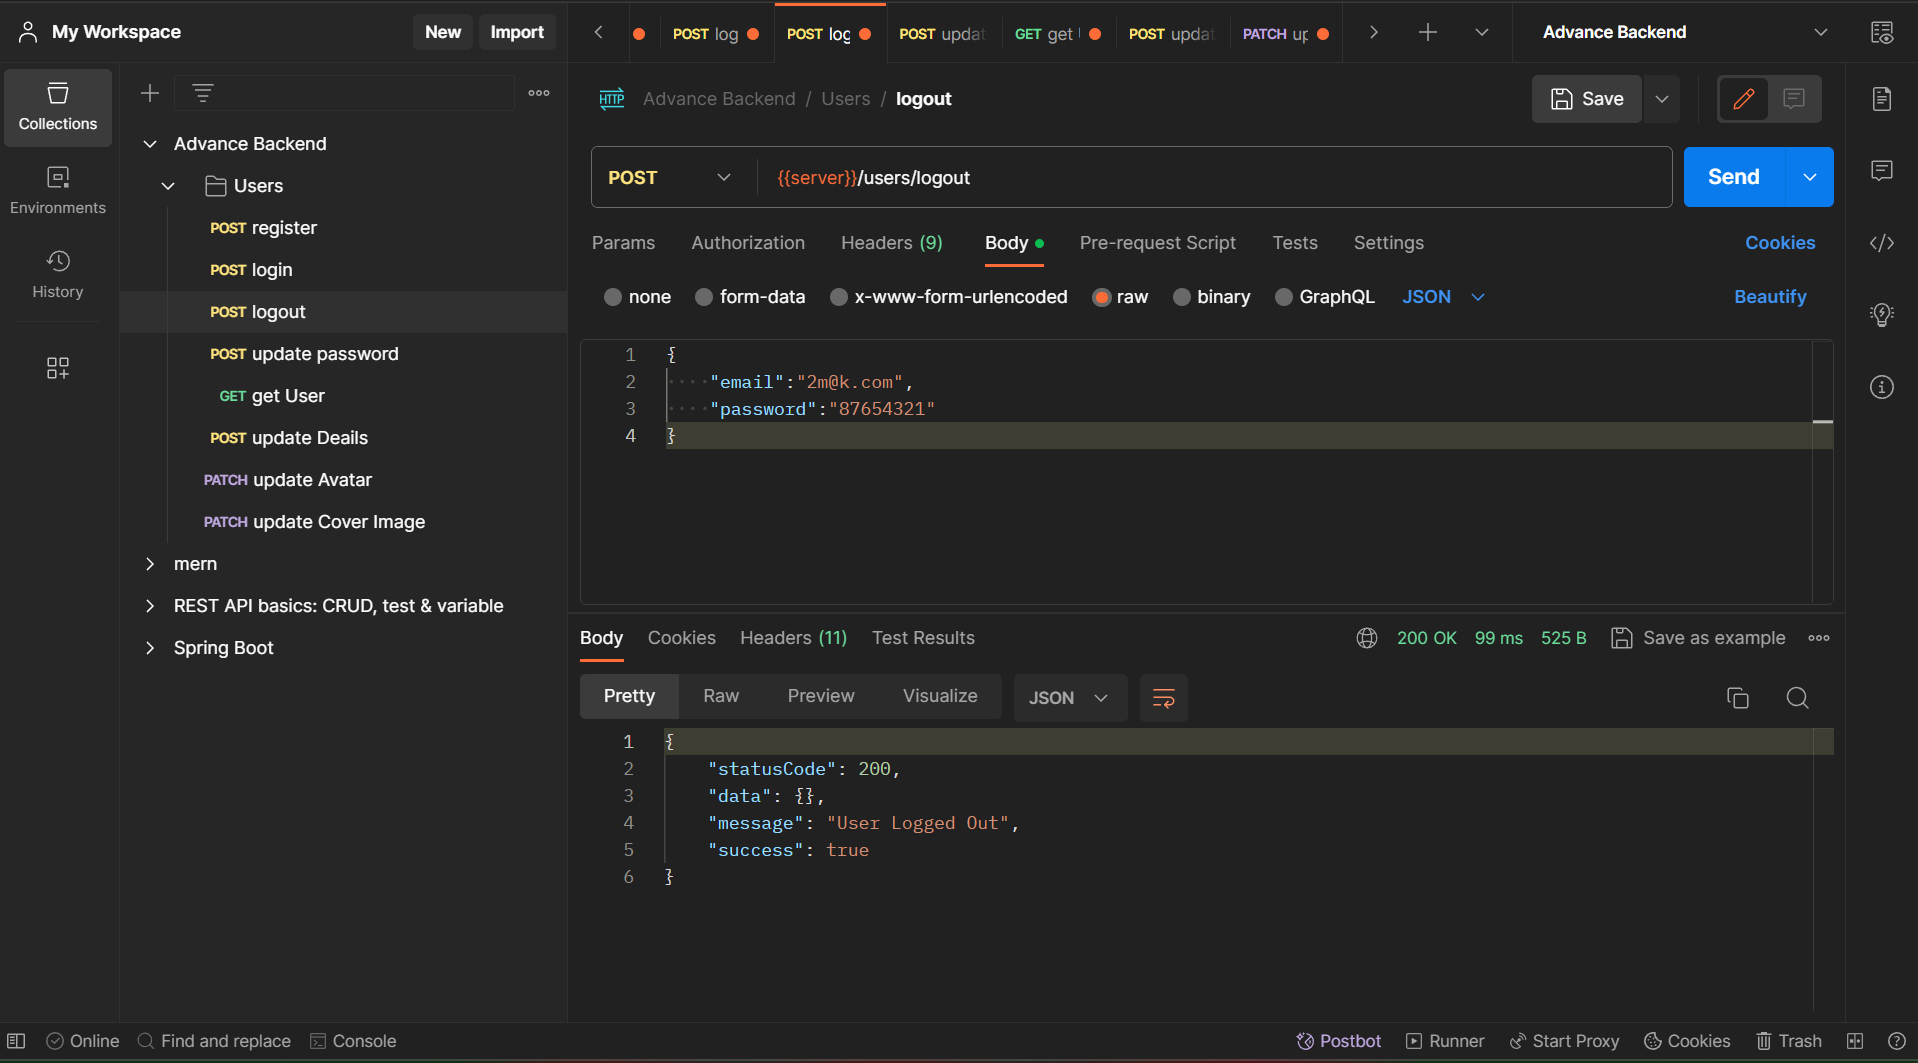 My Workspace
New
Import
POST log
POST log
POST updat
GET get
POST updat
PATCH up
Advance Backend
Collections
Environments
History
Advance Backend
Users
POST register
POST login
POST logout
POST update password
GET get User
POST update Deails
PATCH update Avatar
PATCH update Cover Image
mern
REST API basics: CRUD, test & variable
Spring Boot
HTTP Advance Backend / Users / logout
Save
POST {{server}}/users/logout
Send
Params Authorization Headers (9) Body Pre-request Script Tests Settings Cookies
none form-data x-www-form-urlencoded raw binary GraphQL JSON Beautify
1 {
2 ····"email":"2m@k.com",
3 ····"password":"87654321"
4 }
Body Cookies Headers (11) Test Results 200 OK 99 ms 525 B Save as example
Pretty Raw Preview Visualize JSON
1 {
2 "statusCode": 200,
3 "data": {},
4 "message": "User Logged Out",
5 "success": true
6 }
Online Find and replace Console Postbot Runner Start Proxy Cookies Trash